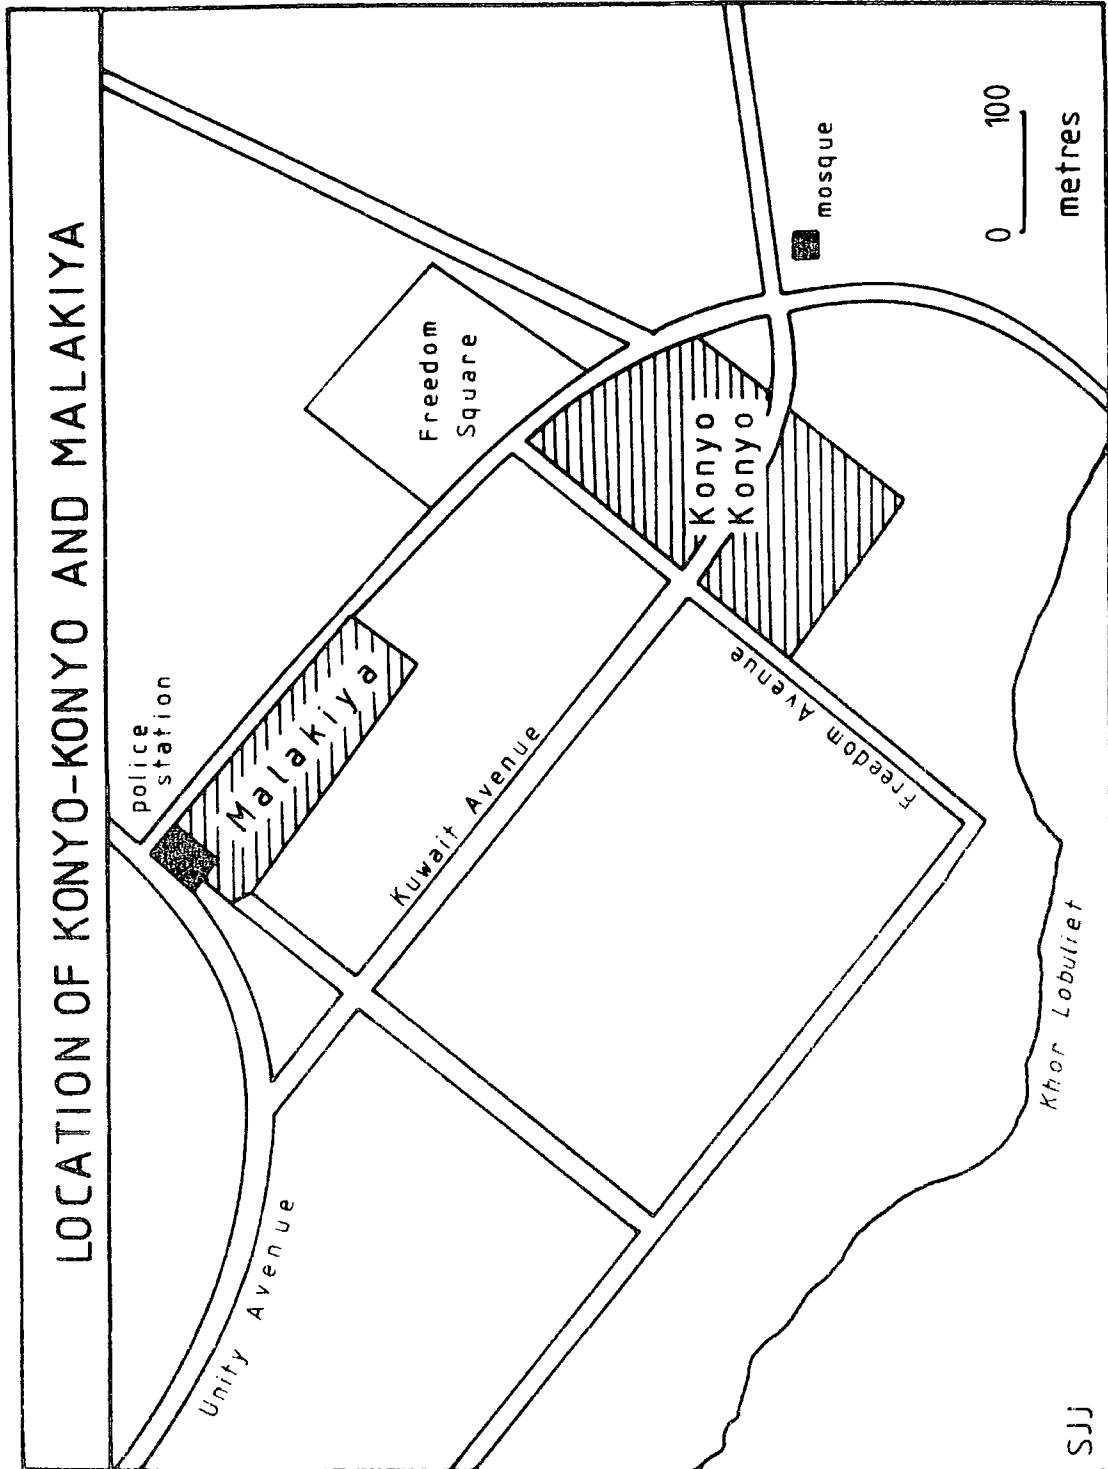 LOCATION OF KONYO-KONYO AND MALAKIYA
police
station
Malakiya
Freedom
Square
Unity Avenue
Kuwait Avenue
Konyo
Konyo
mosque
Freedom Avenue
0 100
metres
Khor Lobuliet
SJJ